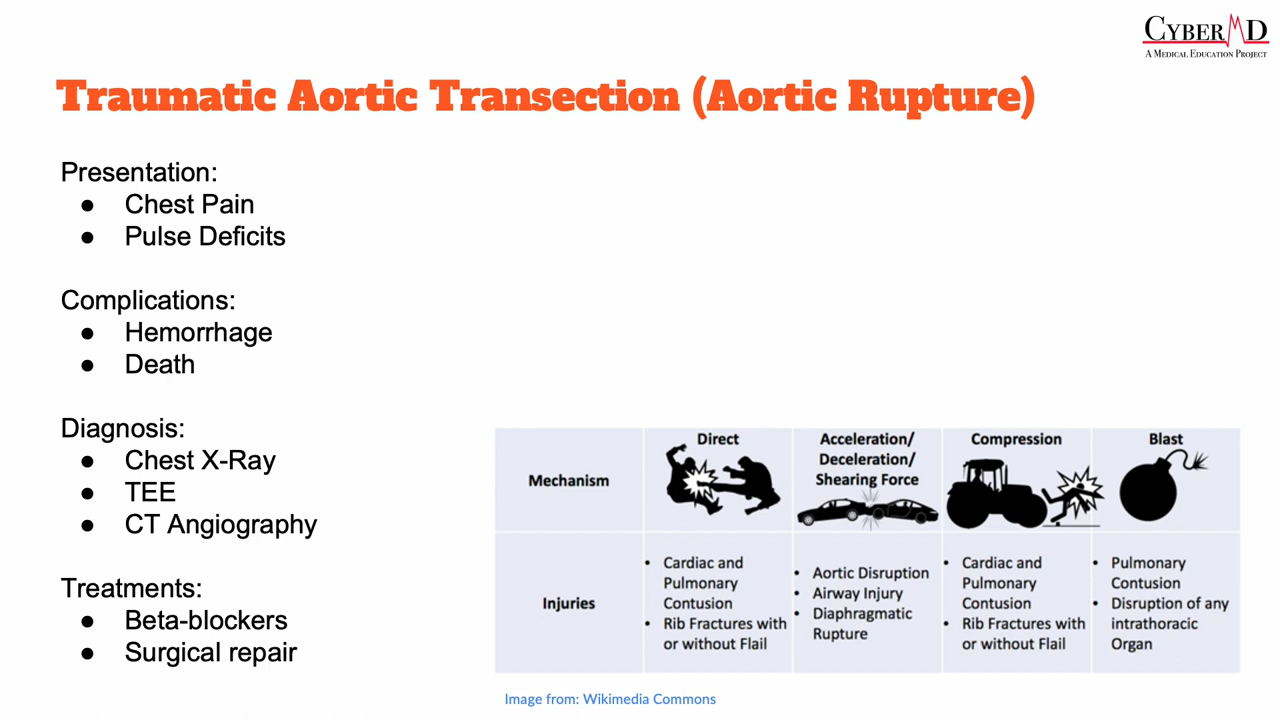 CYBERMD
A MEDICAL EDUCATION PROJECT
Traumatic Aortic Transection (Aortic Rupture)
Presentation:
● Chest Pain
● Pulse Deficits
Complications:
● Hemorrhage
● Death
Diagnosis:
● Chest X-Ray
● TEE
● CT Angiography
Treatments:
● Beta-blockers
● Surgical repair
Mechanism
Direct
Acceleration/
Deceleration/
Shearing Force
Compression
Blast
Injuries
• Cardiac and
Pulmonary
Contusion
• Rib Fractures with
or without Flail
• Aortic Disruption
• Airway Injury
• Diaphragmatic
Rupture
• Cardiac and
Pulmonary
Contusion
• Rib Fractures with
or without Flail
• Pulmonary
Contusion
• Disruption of any
intrathoracic
Organ
Image from: Wikimedia Commons